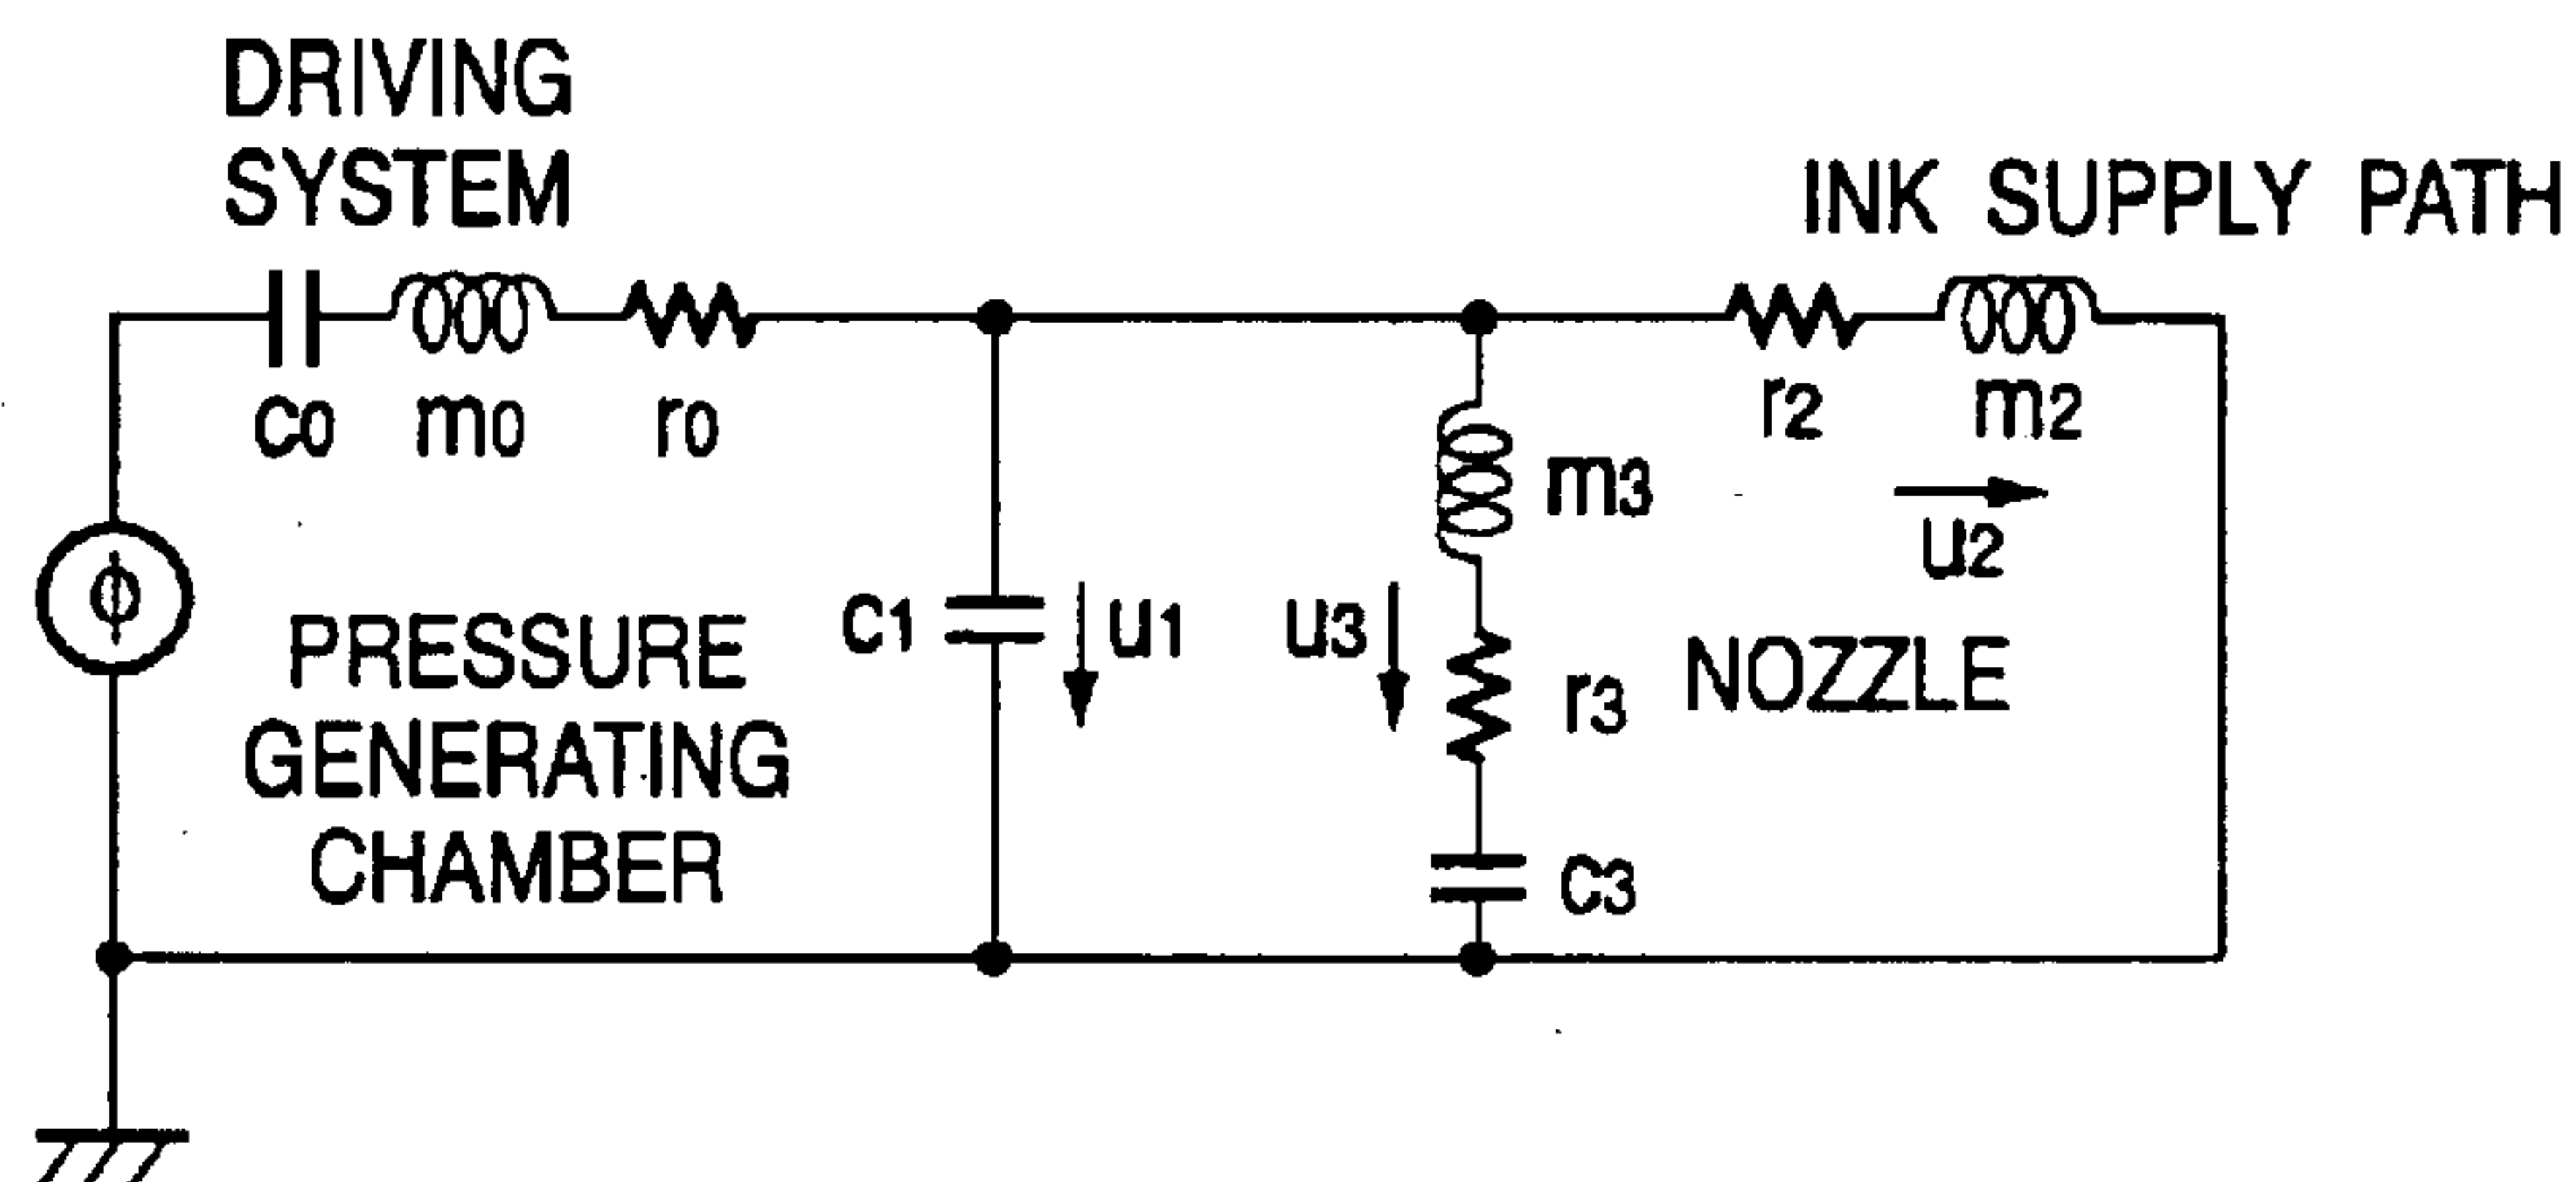 DRIVING
SYSTEM
INK SUPPLY PATH
c0 m0 r0
r2 m2
m3
u2
ϕ
c1 u1 u3
r3
NOZZLE
PRESSURE
GENERATING
CHAMBER
c3